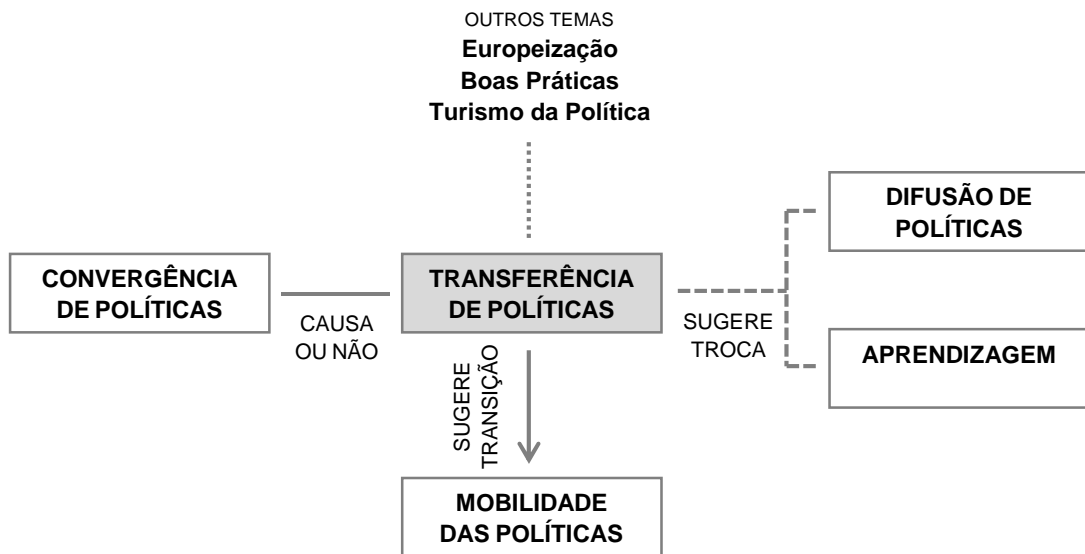 OUTROS TEMAS
Europeização
Boas Práticas
Turismo da Política
DIFUSÃO DE
POLÍTICAS
CONVERGÊNCIA
DE POLÍTICAS
CAUSA
OU NÃO
TRANSFERÊNCIA
DE POLÍTICAS
SUGERE
TROCA
APRENDIZAGEM
SUGERE
TRANSIÇÃO
MOBILIDADE
DAS POLÍTICAS